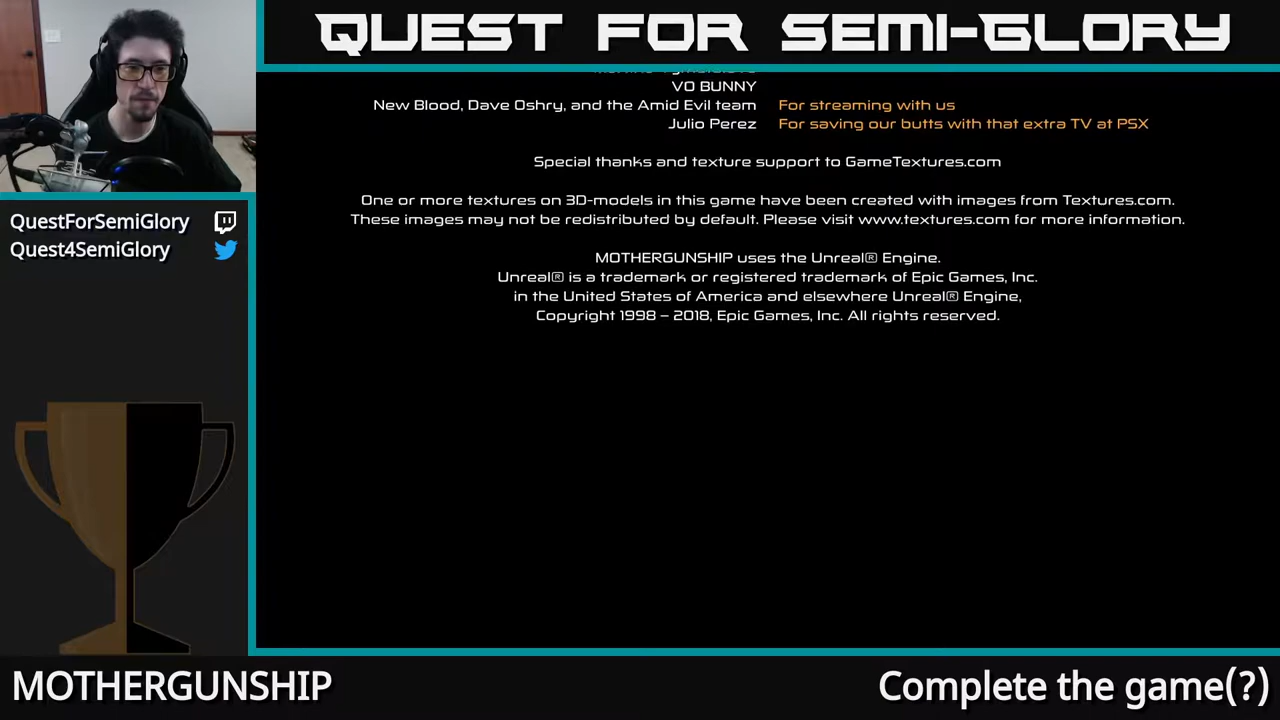 QUEST FOR SEMI-GLORY
QuestForSemiGlory
Quest4SemiGlory
VO BUNNY
New Blood, Dave Oshry, and the Amid Evil team For streaming with us
Julio Perez For saving our butts with that extra TV at PSX
Special thanks and texture support to GameTextures.com
One or more textures on 3D-models in this game have been created with images from Textures.com.
These images may not be redistributed by default. Please visit www.textures.com for more information.
MOTHERGUNSHIP uses the Unreal® Engine.
Unreal® is a trademark or registered trademark of Epic Games, Inc.
in the United States of America and elsewhere Unreal® Engine,
Copyright 1998 – 2018, Epic Games, Inc. All rights reserved.
MOTHERGUNSHIP
Complete the game(?)